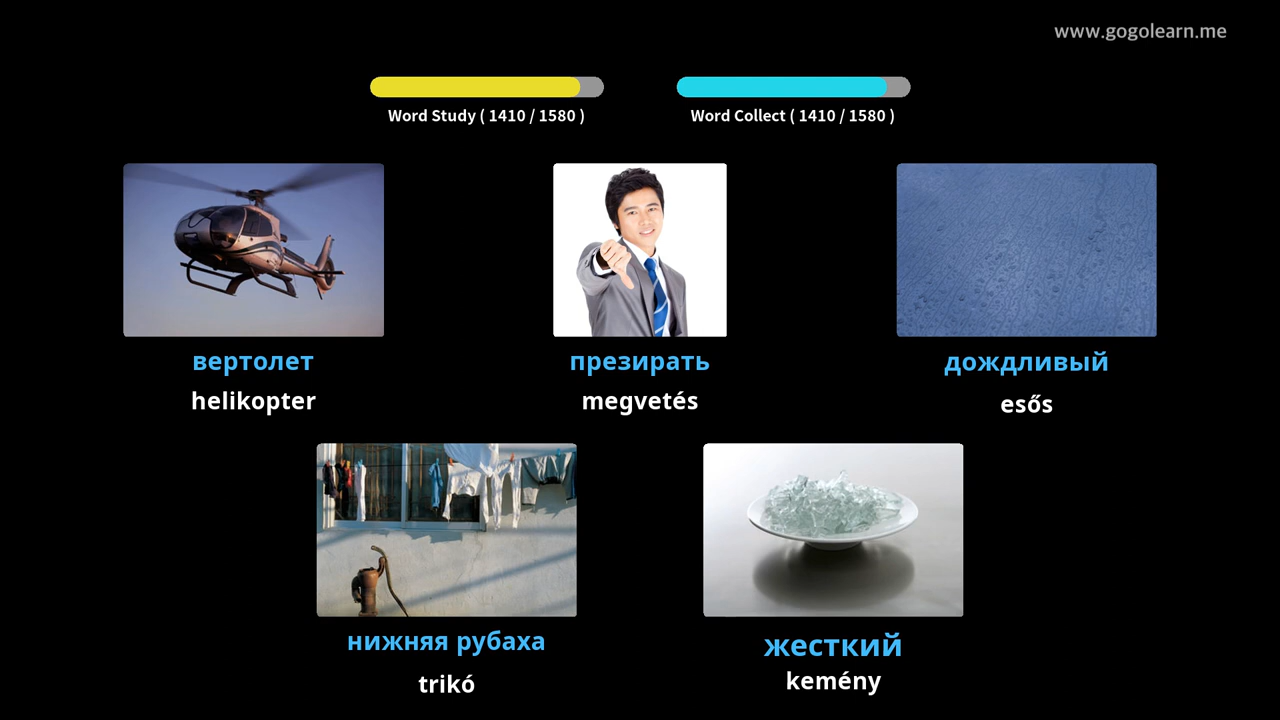 www.gogolearn.me
Word Study ( 1410 / 1580 )
Word Collect ( 1410 / 1580 )
вертолет
helikopter
презирать
megvetés
дождливый
esős
нижняя рубаха
trikó
жесткий
kemény